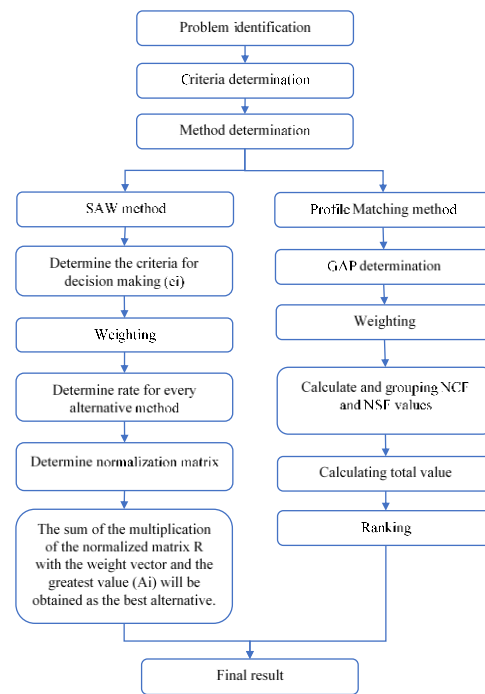 Problem identification
Criteria determination
Method determination
SAW method
Determine the criteria for
decision making (ci)
Weighting
Determine rate for every
alternative method
Determine normalization matrix
The sum of the multiplication
of the normalized matrix R
with the weight vector and the
greatest value (Ai) will be
obtained as the best alternative.
Profile Matching method
GAP determination
Weighting
Calculate and grouping NCF
and NSF values
Calculating total value
Ranking
Final result